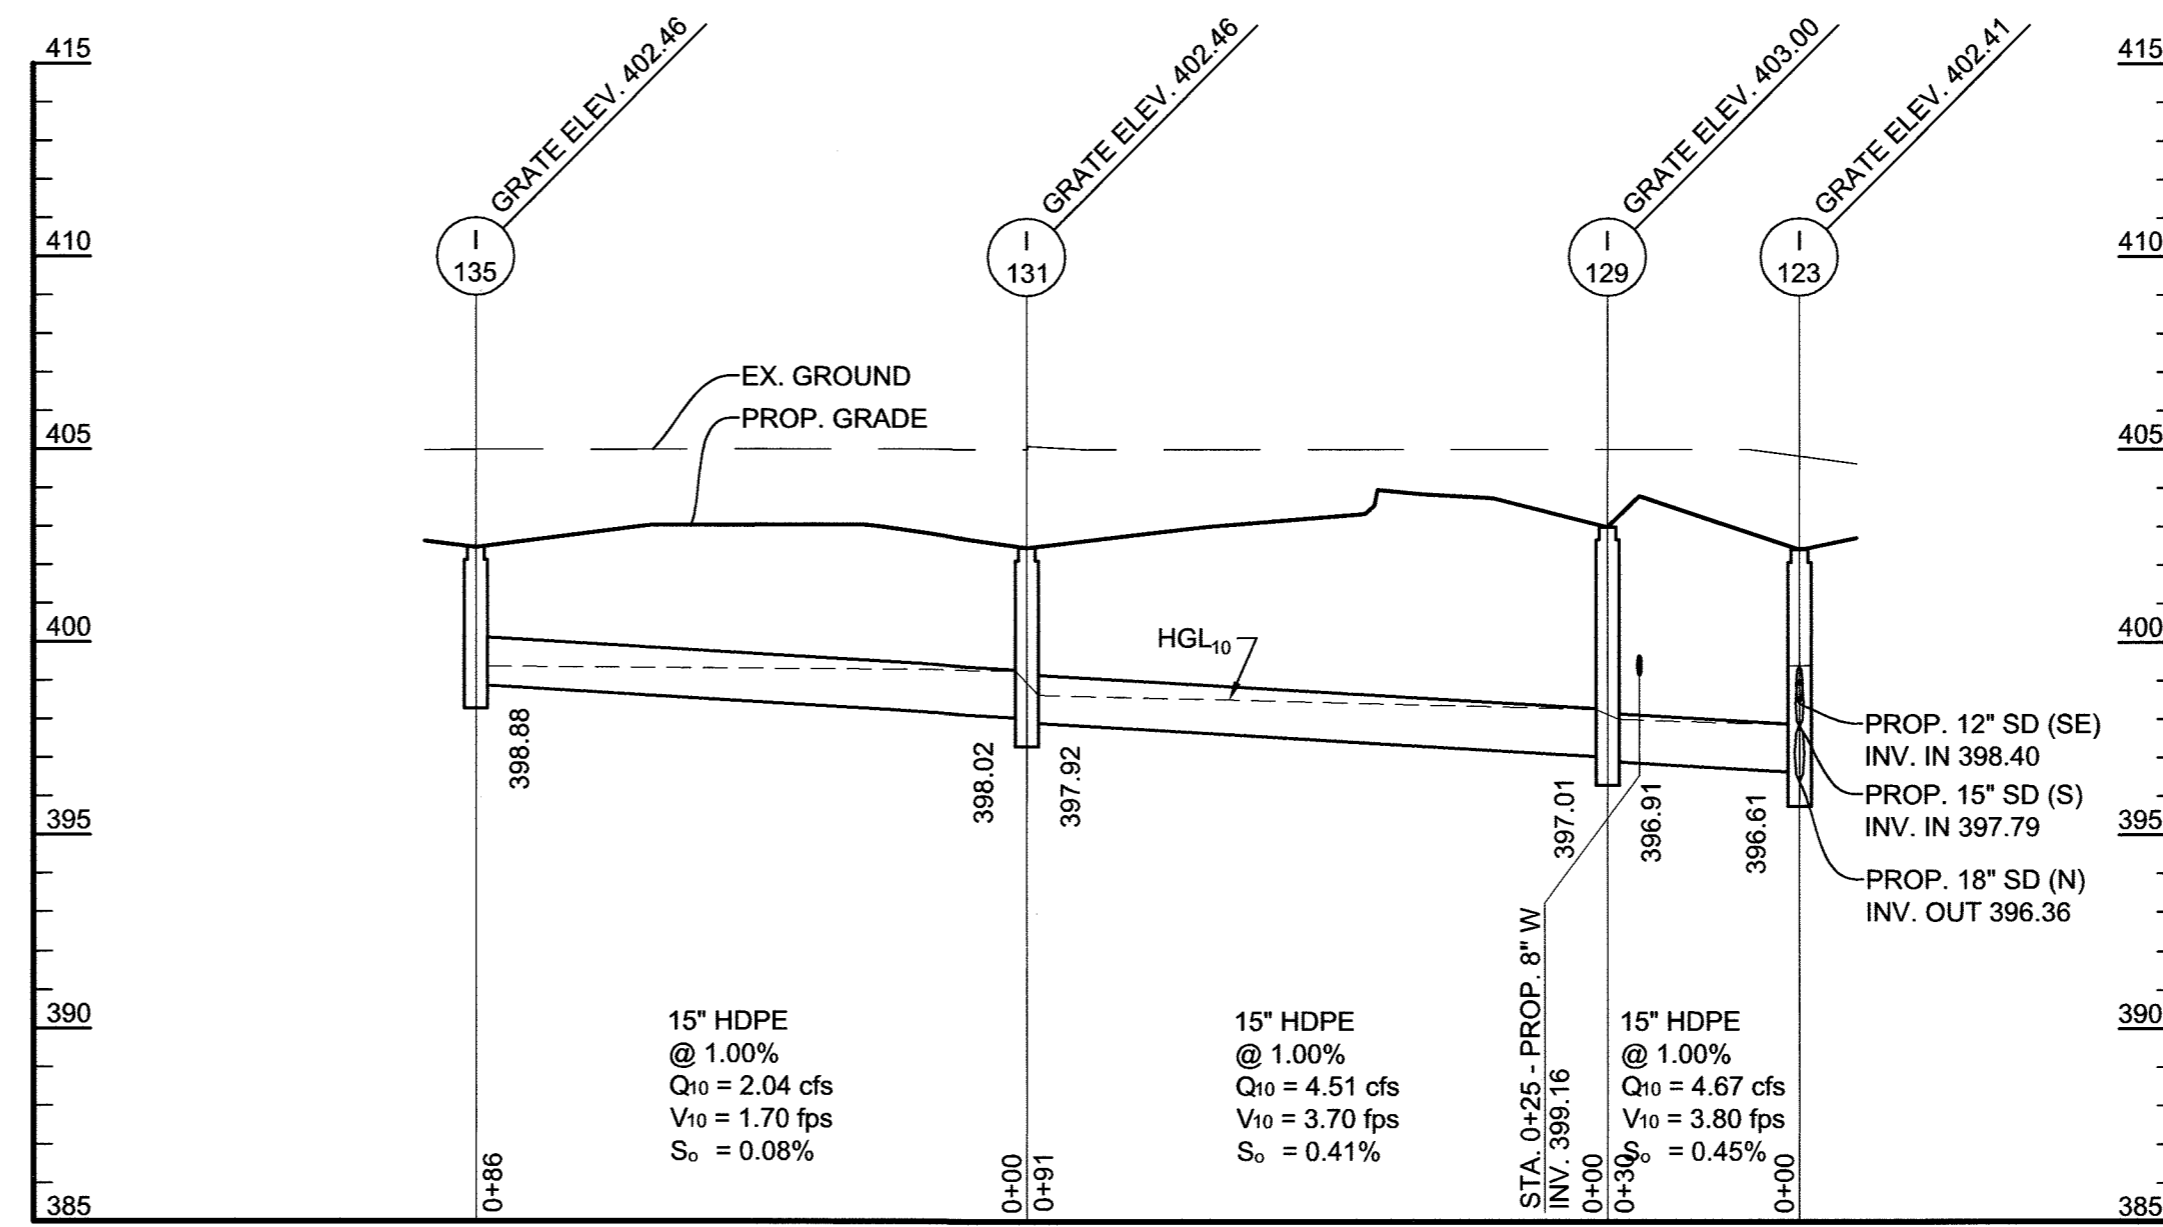 GRATE ELEV. 402.46
GRATE ELEV. 402.46
GRATE ELEV. 403.00
GRATE ELEV. 402.41
415
415
I
135
I
131
I
129
I
123
410
410
EX. GROUND
PROP. GRADE
405
405
400
400
HGL10
398.88
398.02
397.92
397.01
396.91
396.61
PROP. 12" SD (SE)
INV. IN 398.40
PROP. 15" SD (S)
INV. IN 397.79
PROP. 18" SD (N)
INV. OUT 396.36
395
395
STA. 0+25 - PROP. 8" W
INV. 399.16
390
390
15" HDPE
@ 1.00%
Q10 = 2.04 cfs
V10 = 1.70 fps
So = 0.08%
15" HDPE
@ 1.00%
Q10 = 4.51 cfs
V10 = 3.70 fps
So = 0.41%
15" HDPE
@ 1.00%
Q10 = 4.67 cfs
V10 = 3.80 fps
So = 0.45%
0+86
0+00
0+91
0+00
0+30
0+00
385
385